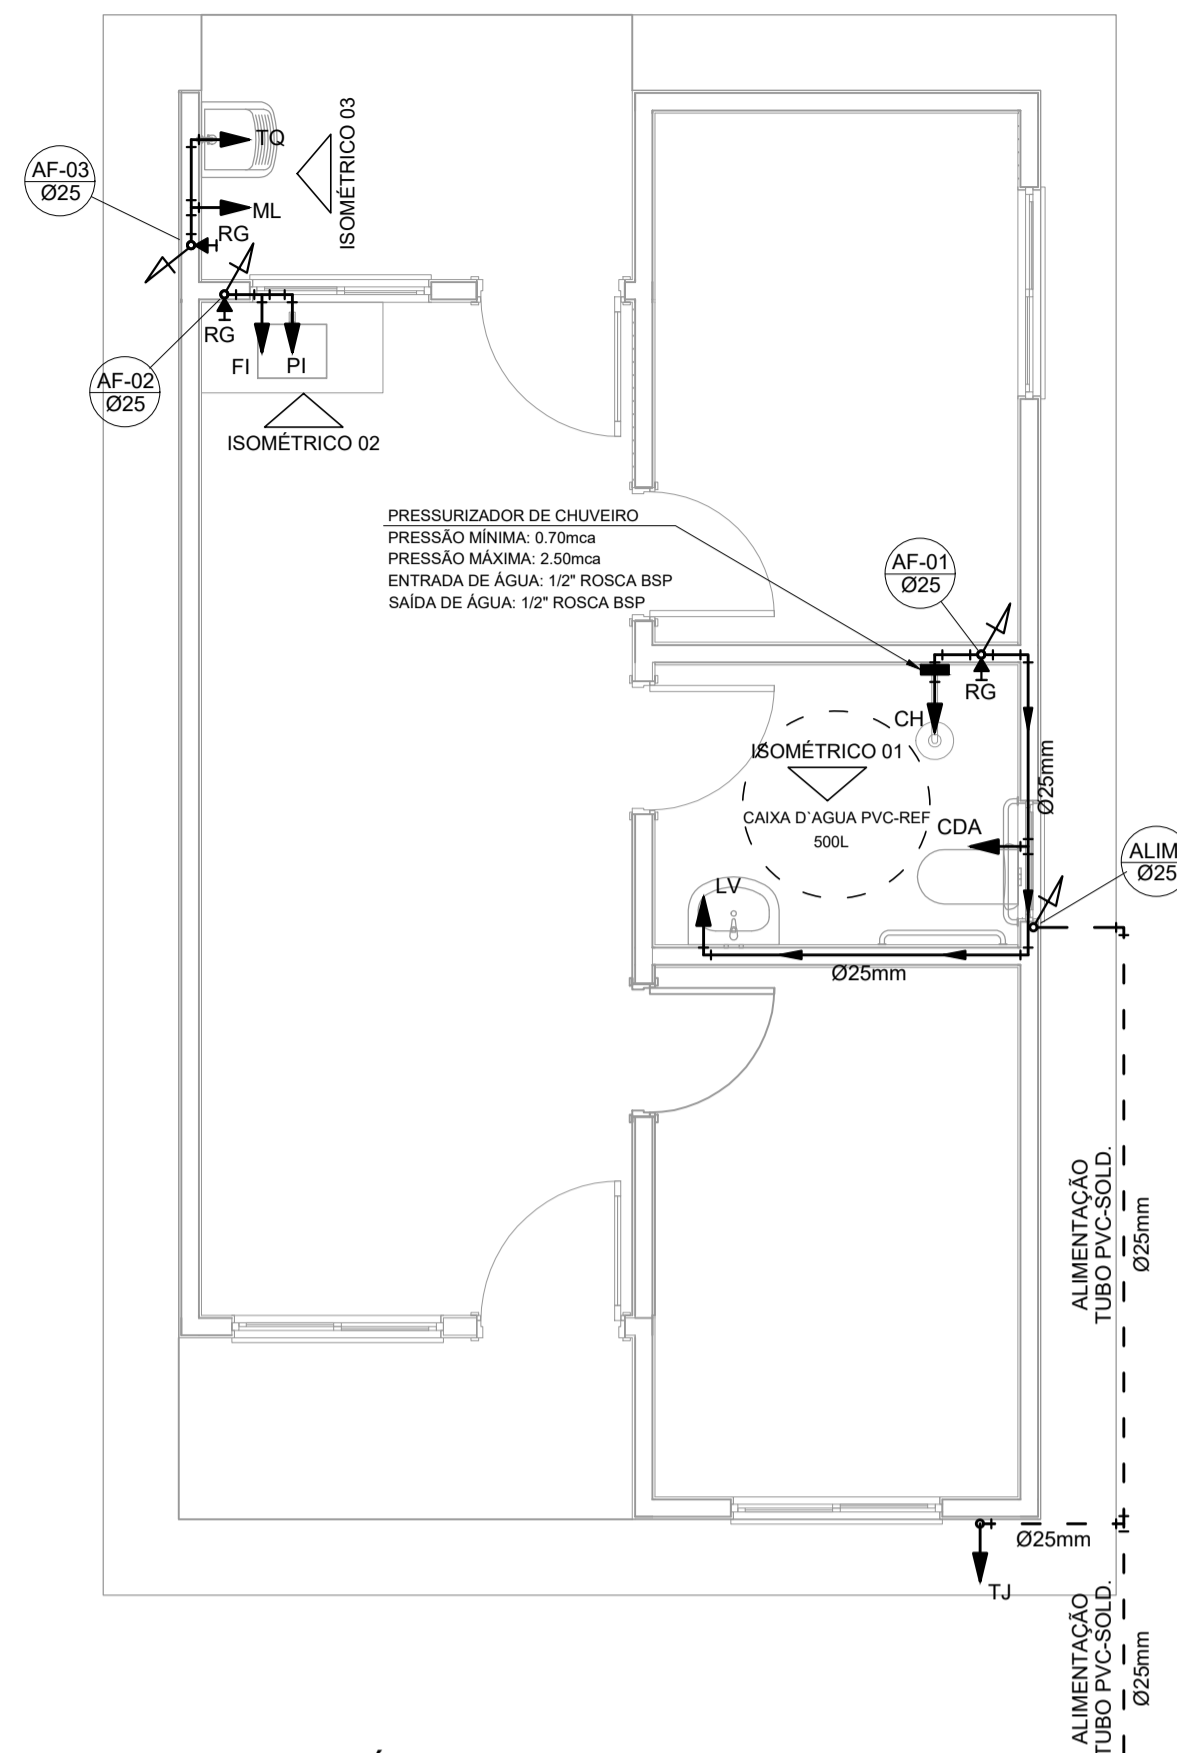 ISOMÉTRICO 03
TQ
AF-03
Ø25
ML
RG
RG
FI
PI
AF-02
Ø25
ISOMÉTRICO 02
PRESSURIZADOR DE CHUVEIRO
PRESSÃO MÍNIMA: 0.70mca
PRESSÃO MÁXIMA: 2.50mca
ENTRADA DE ÁGUA: 1/2" ROSCA BSP
SAÍDA DE ÁGUA: 1/2" ROSCA BSP
AF-01
Ø25
RG
CH
ISOMÉTRICO 01
Ø25mm
CAIXA D`AGUA PVC-REF
500L
CDA
ALIM
Ø25
LV
Ø25mm
ALIMENTAÇÃO
TUBO PVC-SOLD.
Ø25mm
Ø25mm
TJ
ALIMENTAÇÃO
TUBO PVC-SOLD.
Ø25mm